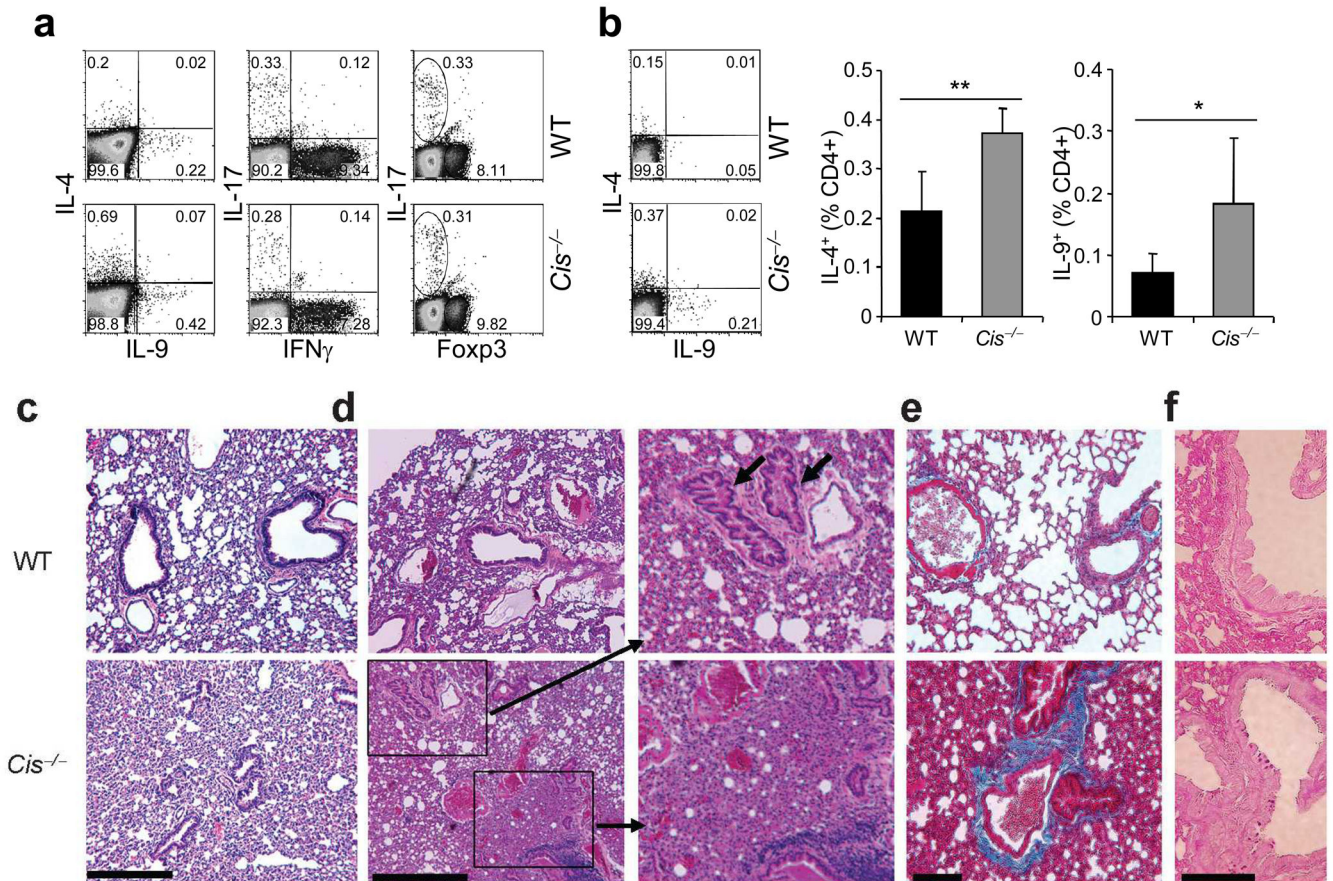 a
b
IL-4
0.2 0.02
99.6 0.22
0.69 0.07
98.8 0.42
IL-9
IL-17
0.33 0.12
90.2 9.34
0.28 0.14
92.3 7.28
IFNγ
IL-17
0.33
8.11
0.31
9.82
Foxp3
WT
Cis–/–
IL-4
0.15 0.01
99.8 0.05
0.37 0.02
99.4 0.21
IL-9
WT
Cis–/–
IL-4+ (% CD4+)
0.5
0.4
0.3
0.2
0.1
0
**
WT Cis–/–
IL-9+ (% CD4+)
0.4
0.3
0.2
0.1
0
*
WT Cis–/–
c d e f
WT
Cis–/–